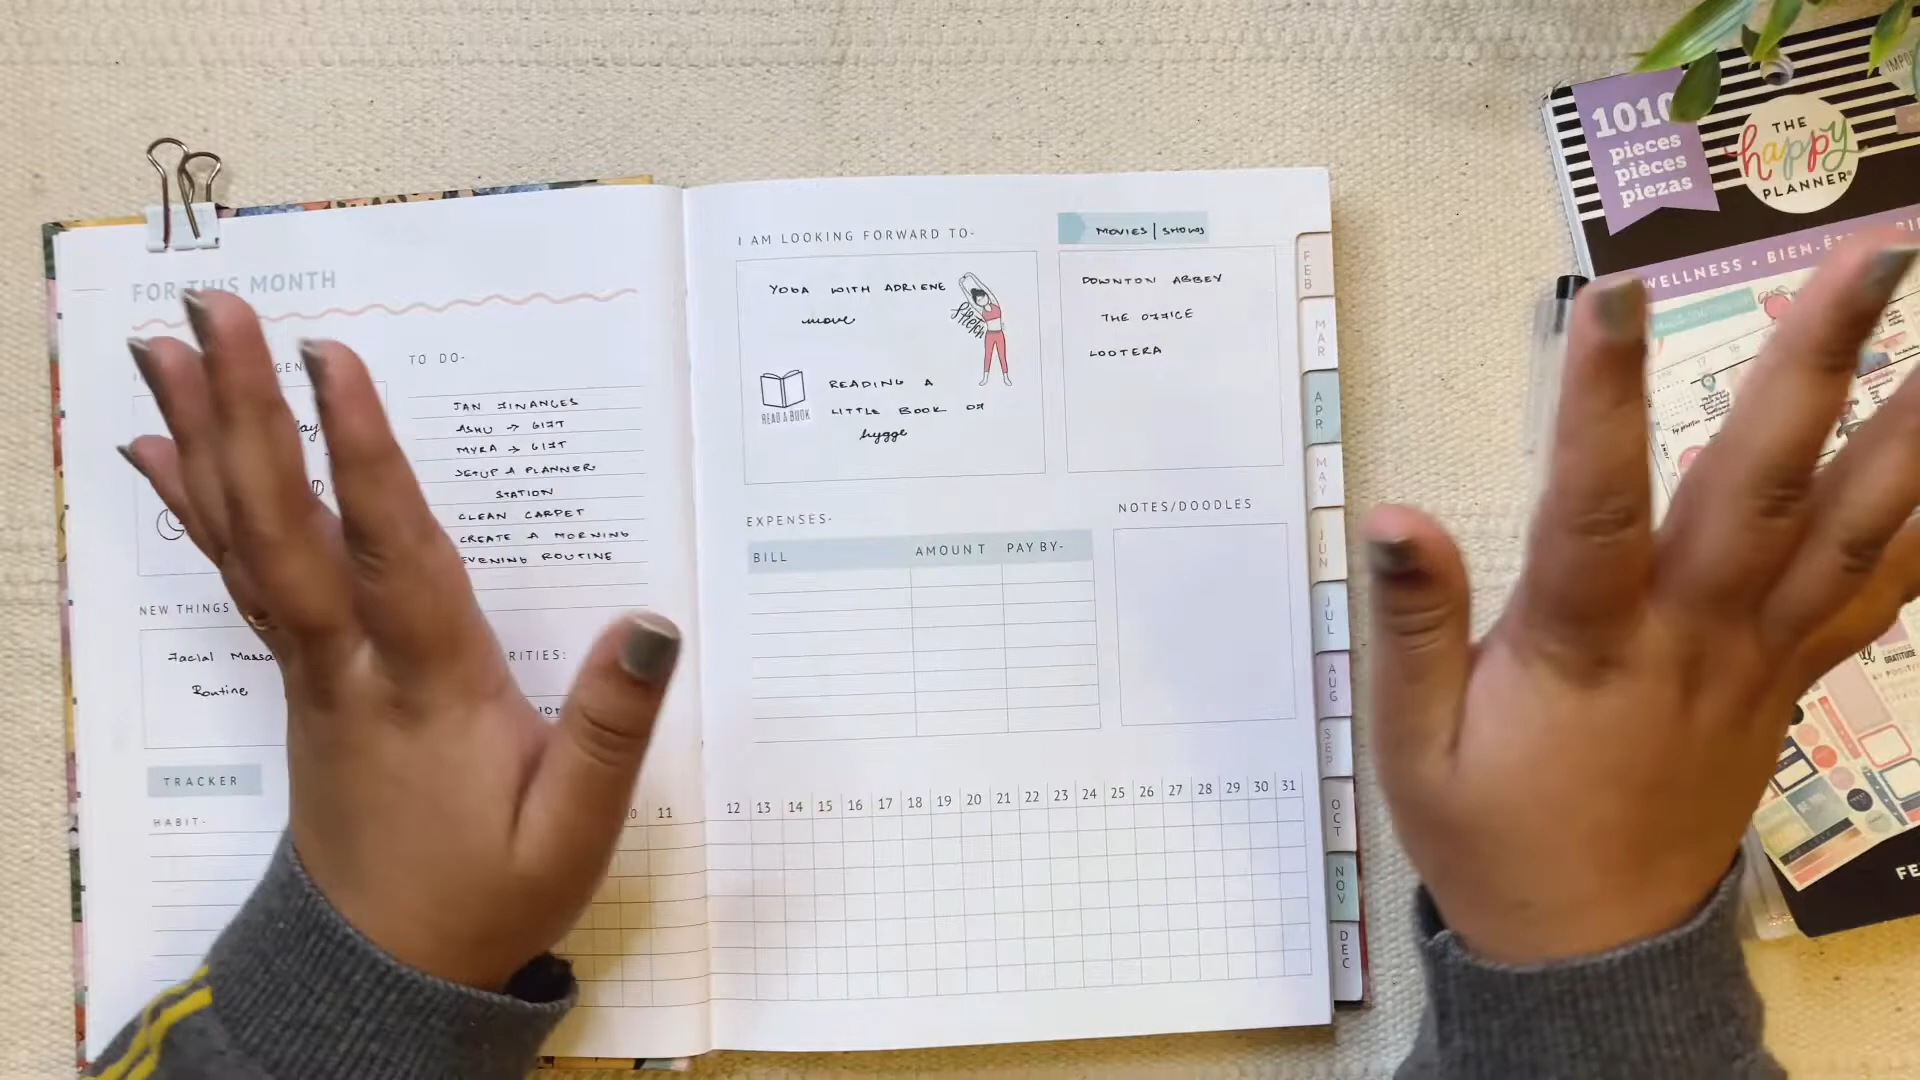 FOR THIS MONTH
TO DO-
JAN FINANCES
ASHU → GIFT
MYRA → GIFT
SETUP A PLANNER
STATION
CLEAN CARPET
CREATE A MORNING
EVENING ROUTINE
NEW THINGS
Facial
Routine
TRACKER
HABIT-
11
I AM LOOKING FORWARD TO-
YOGA WITH ADRIENE
move
stretch
READ A BOOK
READING A
LITTLE BOOK OF
hygge
MOVIES | SHOWS
DOWNTON ABBEY
THE OFFICE
LOOTERA
EXPENSES-
BILL AMOUNT PAY BY-
NOTES/DOODLES
12 13 14 15 16 17 18 19 20 21 22 23 24 25 26 27 28 29 30 31
FEB
MAR
APR
MAY
JUN
JUL
AUG
SEP
OCT
NOV
DEC
pieces
pièces
piezas
THE
happy
PLANNER
WELLNESS •
GRATITUDE